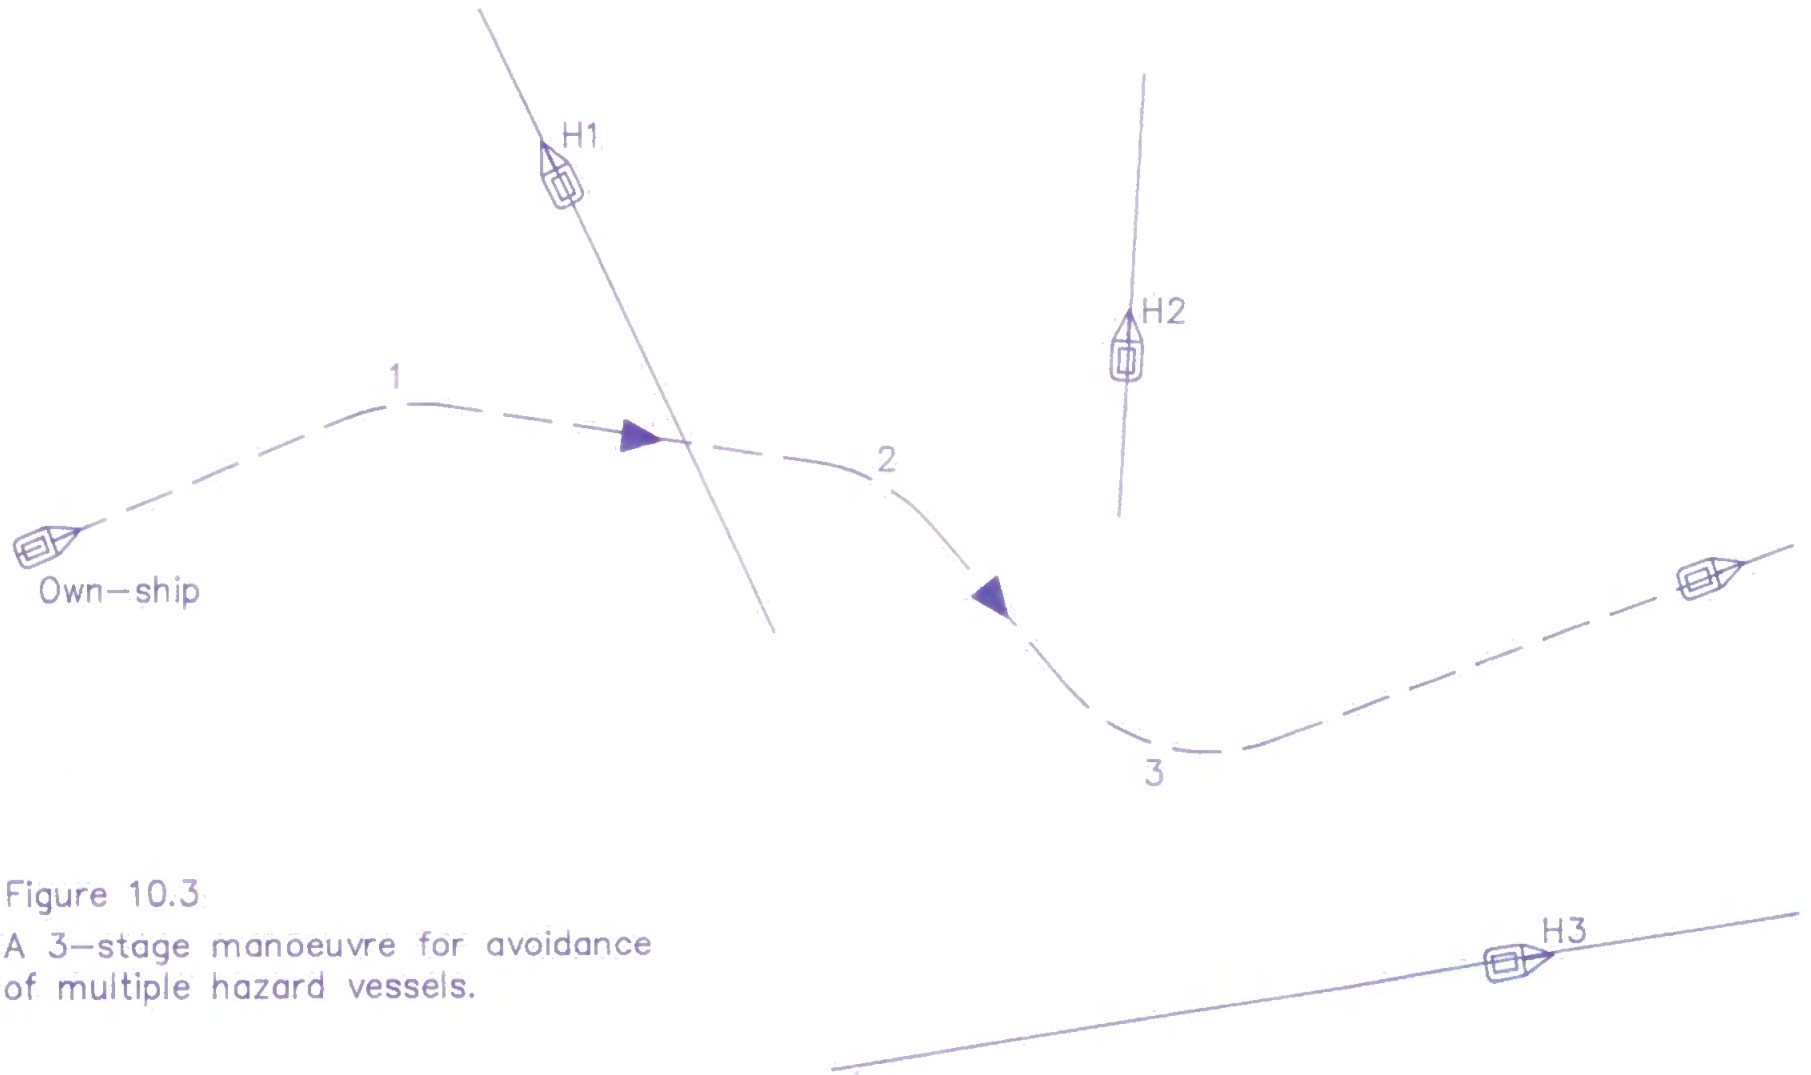 H1
H2
1
2
Own-ship
3
Figure 10.3
A 3-stage manoeuvre for avoidance
of multiple hazard vessels.
H3